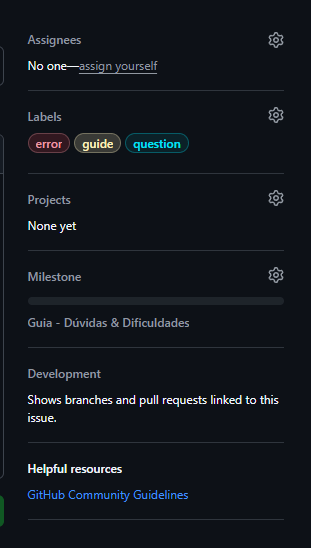 Assignees
No one—assign yourself
Labels
error guide question
Projects
None yet
Milestone
Guia - Dúvidas & Dificuldades
Development
Shows branches and pull requests linked to this
issue.
Helpful resources
GitHub Community Guidelines